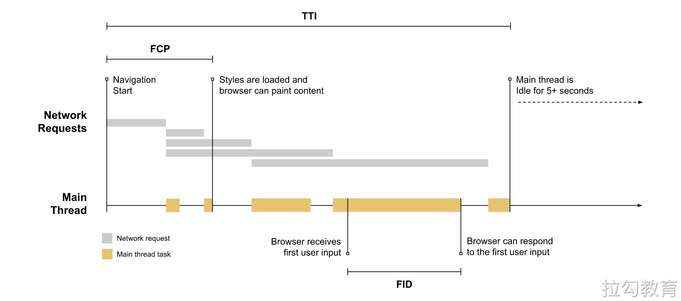 TTI
FCP
Navigation
Start
Styles are loaded and
browser can paint content
Main thread is
Idle for 5+ seconds
Network
Requests
Main
Thread
Network request
Main thread task
Browser receives
first user input
Browser can respond
to the first user input
FID
拉勾教育